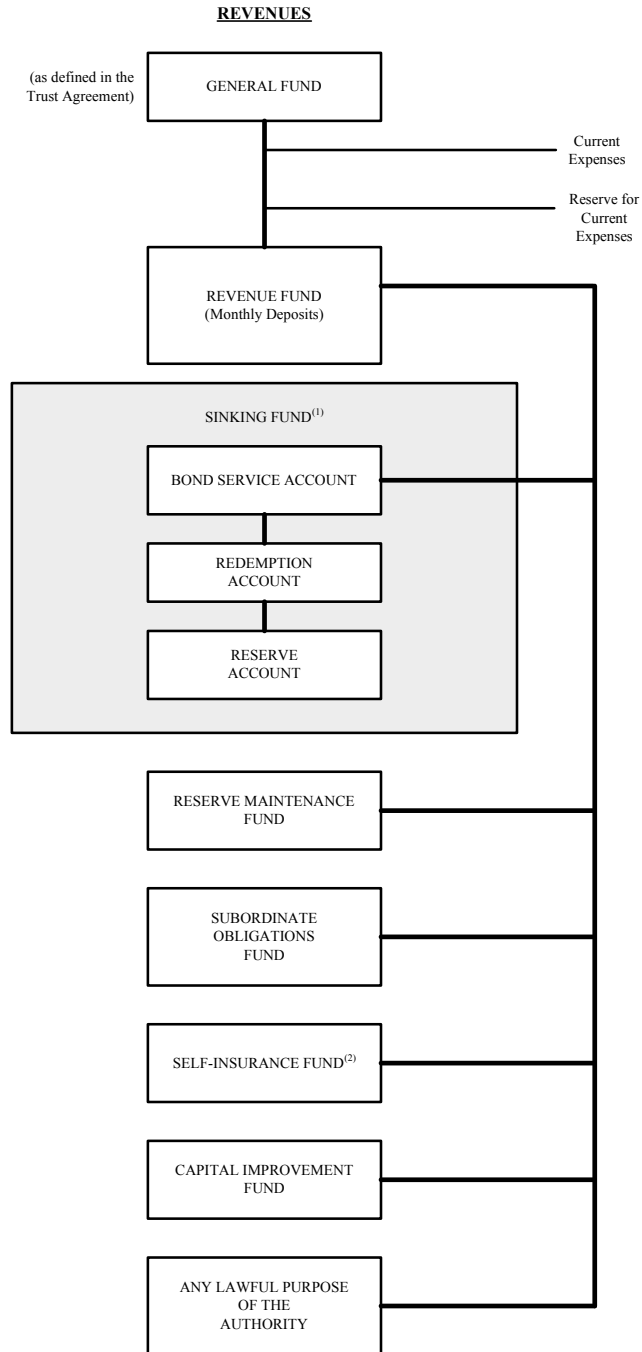 REVENUES
(as defined in the
Trust Agreement)
GENERAL FUND
Current
Expenses
Reserve for
Current
Expenses
REVENUE FUND
(Monthly Deposits)
SINKING FUND(1)
BOND SERVICE ACCOUNT
REDEMPTION
ACCOUNT
RESERVE
ACCOUNT
RESERVE MAINTENANCE
FUND
SUBORDINATE
OBLIGATIONS
FUND
SELF-INSURANCE FUND(2)
CAPITAL IMPROVEMENT
FUND
ANY LAWFUL PURPOSE
OF THE
AUTHORITY